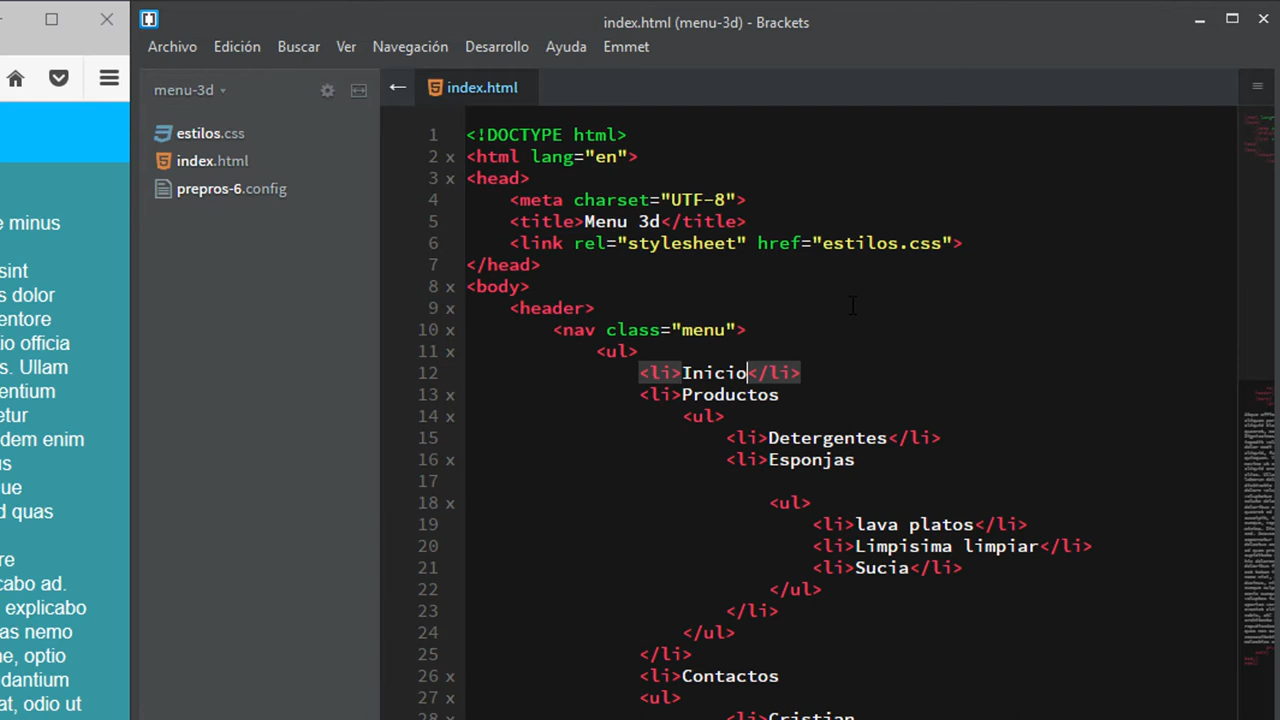 index.html (menu-3d) - Brackets
Archivo Edición Buscar Ver Navegación Desarrollo Ayuda Emmet
menu-3d
estilos.css
index.html
prepros-6.config
index.html
1 <!DOCTYPE html>
2 x <html lang="en">
3 x <head>
4 <meta charset="UTF-8">
5 <title>Menu 3d</title>
6 <link rel="stylesheet" href="estilos.css">
7 </head>
8 x <body>
9 x <header>
10 x <nav class="menu">
11 x <ul>
12 <li>Inicio</li>
13 x <li>Productos
14 x <ul>
15 <li>Detergentes</li>
16 x <li>Esponjas
17
18 x <ul>
19 <li>lava platos</li>
20 <li>Limpisima limpiar</li>
21 <li>Sucia</li>
22 </ul>
23 </li>
24 </ul>
25 </li>
26 x <li>Contactos
27 x <ul>
28 x <li>Cristian
e minus
sint
s dolor
entore
io officia
s. Ullam
entium
etur
dem enim
us
que
d quas
re
cabo ad.
explicabo
as nemo
ne, optio
dantium
at, odio ut